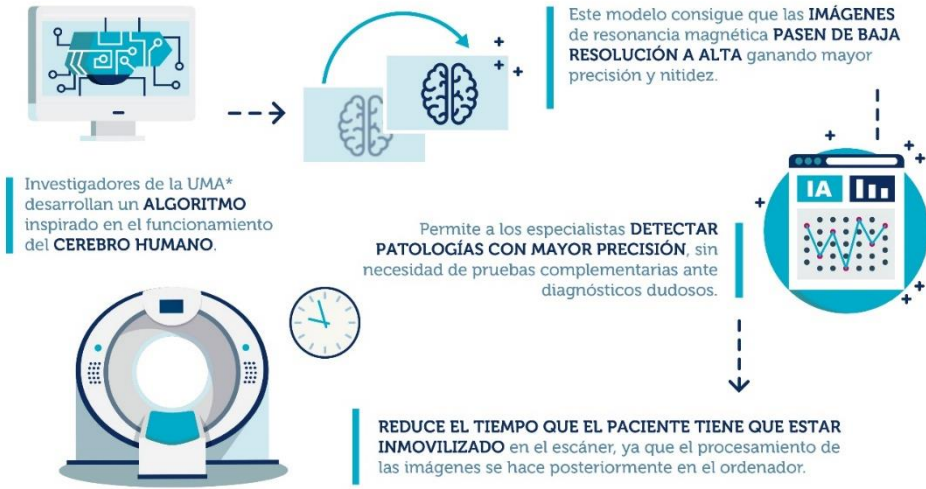 Investigadores de la UMA*
desarrollan un ALGORITMO
inspirado en el funcionamiento
del CEREBRO HUMANO.
Este modelo consigue que las IMÁGENES
de resonancia magnética PASEN DE BAJA
RESOLUCIÓN A ALTA ganando mayor
precisión y nitidez.
IA
Permite a los especialistas DETECTAR
PATOLOGÍAS CON MAYOR PRECISIÓN, sin
necesidad de pruebas complementarias ante
diagnósticos dudosos.
REDUCE EL TIEMPO QUE EL PACIENTE TIENE QUE ESTAR
INMOVILIZADO en el escáner, ya que el procesamiento de
las imágenes se hace posteriormente en el ordenador.